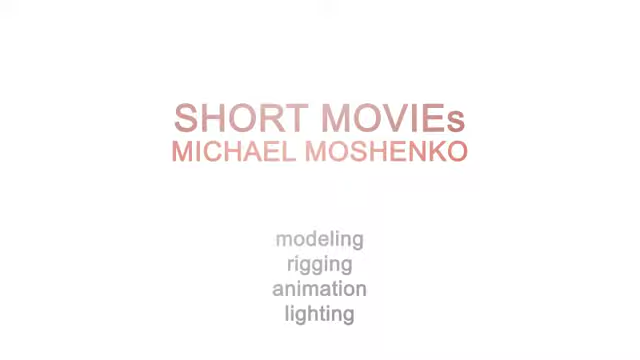 SHORT MOVIEs
MICHAEL MOSHENKO
modeling
rigging
animation
lighting